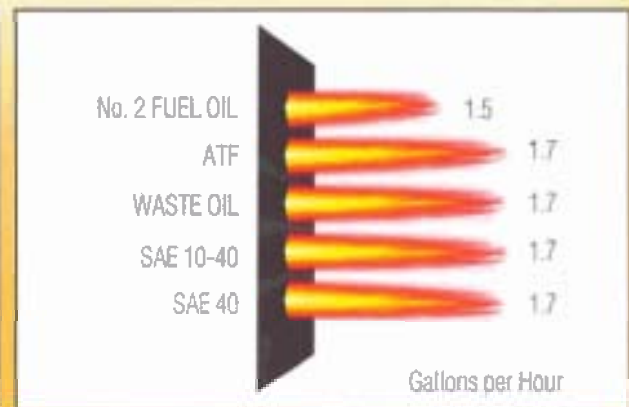 No. 2 FUEL OIL 1.5
ATF 1.7
WASTE OIL 1.7
SAE 10-40 1.7
SAE 40 1.7
Gallons per Hour